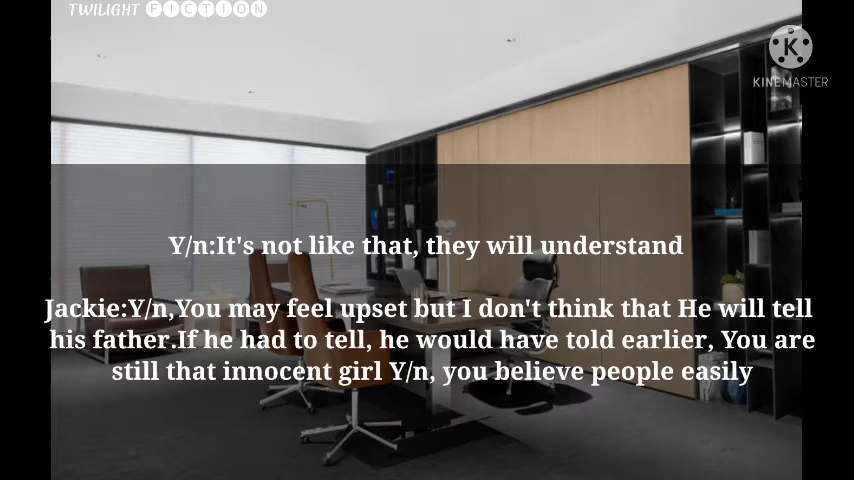 TWILIGHT FICTION
KINEMASTER
Y/n:It's not like that, they will understand
Jackie:Y/n,You may feel upset but I don't think that He will tell
his father.If he had to tell, he would have told earlier, You are
still that innocent girl Y/n, you believe people easily